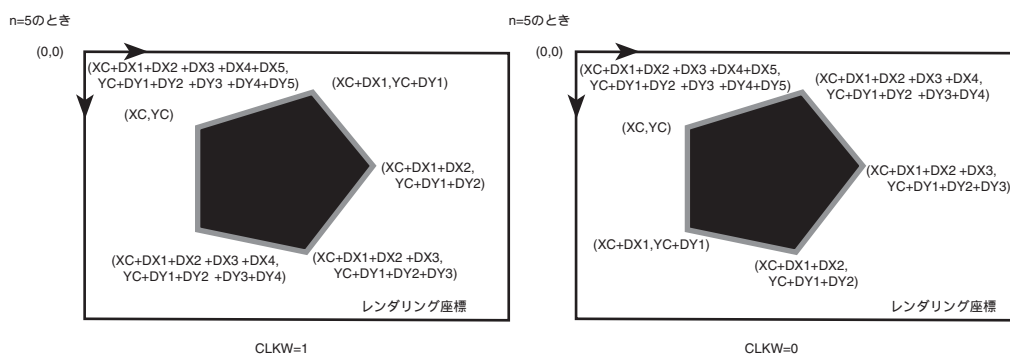 n=5のとき
(0,0)
(XC+DX1+DX2 +DX3 +DX4+DX5,
YC+DY1+DY2 +DY3 +DY4+DY5)
(XC+DX1,YC+DY1)
(XC,YC)
(XC+DX1+DX2,
YC+DY1+DY2)
(XC+DX1+DX2 +DX3 +DX4,
YC+DY1+DY2 +DY3+DY4)
(XC+DX1+DX2 +DX3,
YC+DY1+DY2+DY3)
レンダリング座標
CLKW=1
n=5のとき
(0,0)
(XC+DX1+DX2 +DX3 +DX4+DX5,
YC+DY1+DY2 +DY3 +DY4+DY5)
(XC+DX1+DX2 +DX3 +DX4,
YC+DY1+DY2 +DY3+DY4)
(XC,YC)
(XC+DX1+DX2 +DX3,
YC+DY1+DY2+DY3)
(XC+DX1,YC+DY1)
(XC+DX1+DX2,
YC+DY1+DY2)
レンダリング座標
CLKW=0